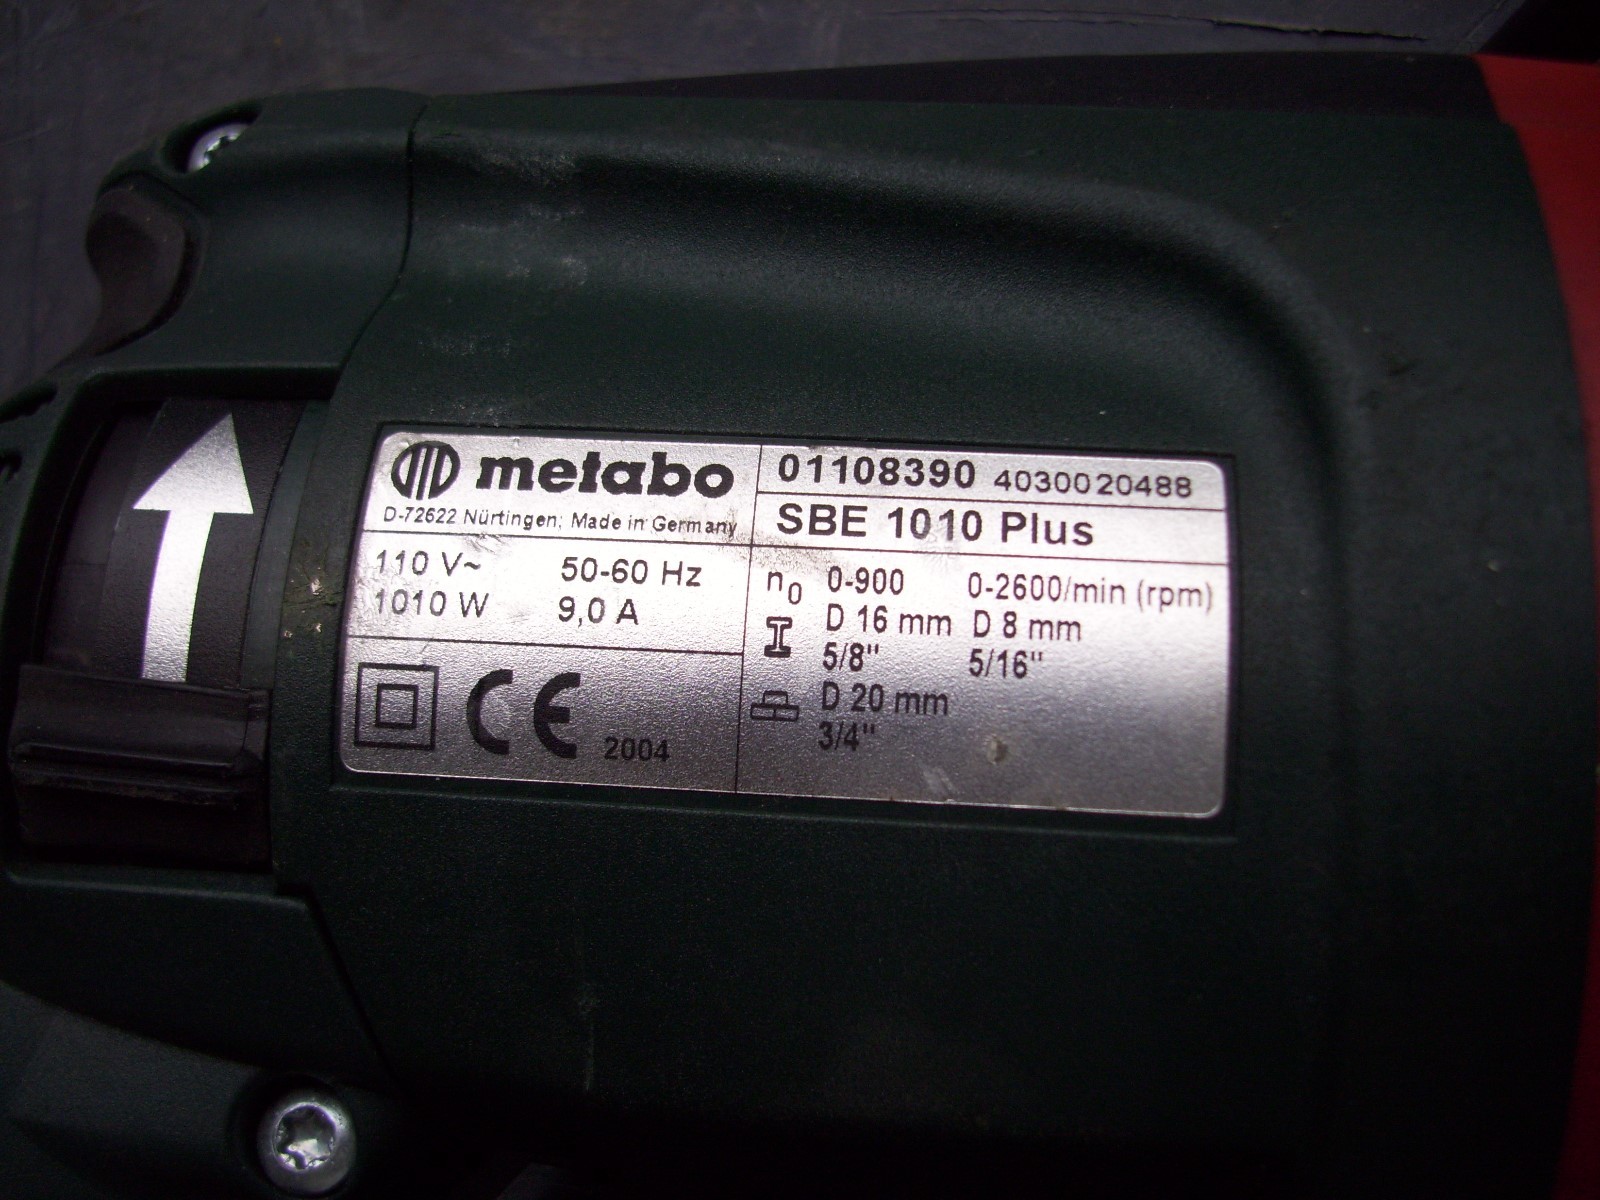 metabo
D-72622 Nürtingen; Made in Germany
110 V~ 50-60 Hz
1010 W 9,0 A
CE 2004
01108390 4030020488
SBE 1010 Plus
n0 0-900 0-2600/min (rpm)
D 16 mm D 8 mm
5/8" 5/16"
D 20 mm
3/4"